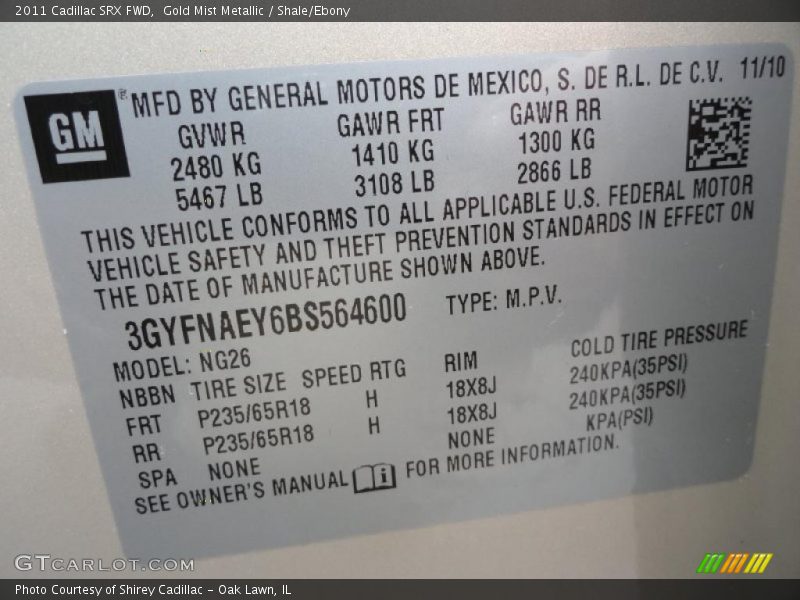 2011 Cadillac SRX FWD,  Gold Mist Metallic / Shale/Ebony
GM ® MFD BY GENERAL MOTORS DE MEXICO, S. DE R.L. DE C.V. 11/10
GVWR GAWR FRT GAWR RR
2480 KG 1410 KG 1300 KG
5467 LB 3108 LB 2866 LB
THIS VEHICLE CONFORMS TO ALL APPLICABLE U.S. FEDERAL MOTOR
VEHICLE SAFETY AND THEFT PREVENTION STANDARDS IN EFFECT ON
THE DATE OF MANUFACTURE SHOWN ABOVE.
3GYFNAEY6BS564600 TYPE: M.P.V.
MODEL: NG26
NBBN TIRE SIZE SPEED RTG RIM COLD TIRE PRESSURE
FRT P235/65R18 H 18X8J 240KPA(35PSI)
RR P235/65R18 H 18X8J 240KPA(35PSI)
SPA NONE NONE KPA(PSI)
SEE OWNER'S MANUAL i FOR MORE INFORMATION.
GTCARLOT.COM
Photo Courtesy of Shirey Cadillac - Oak Lawn, IL